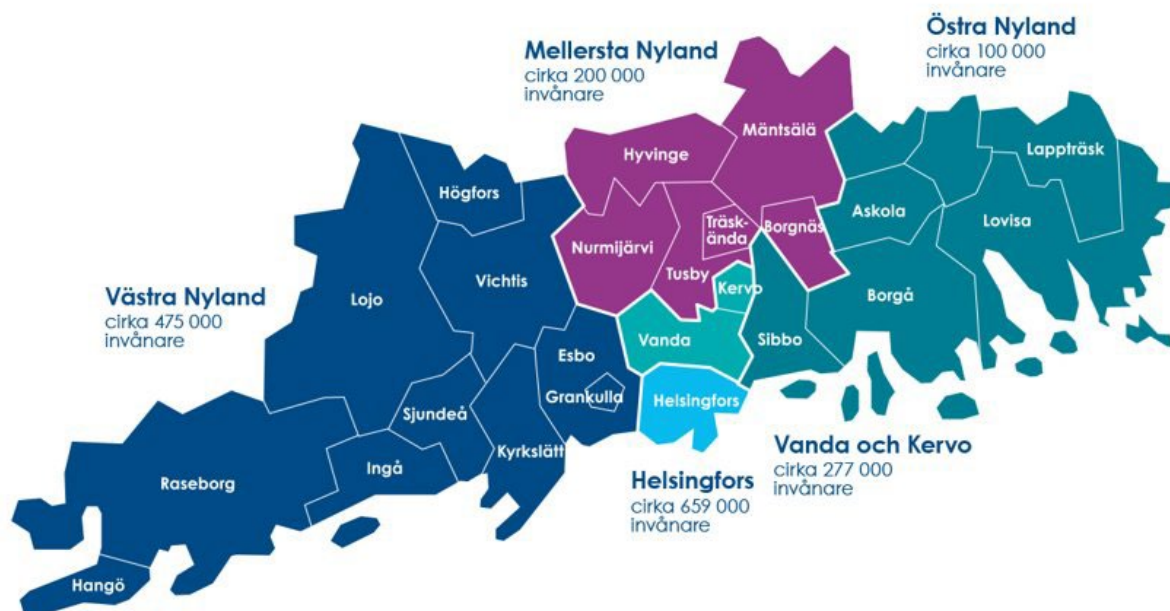 Östra Nyland
cirka 100 000
invånare
Mellersta Nyland
cirka 200 000
invånare
Mäntsälä
Hyvinge
Lappträsk
Högfors
Askola
Lovisa
Träsk-
ända
Borgnäs
Nurmijärvi
Tusby
Vichtis
Kervo
Västra Nyland
cirka 475 000
invånare
Lojo
Borgå
Vanda
Sibbo
Esbo
Grankulla
Helsingfors
Sjundeå
Kyrkslätt
Ingå
Raseborg
Hangö
Vanda och Kervo
cirka 277 000
invånare
Helsingfors
cirka 659 000
invånare